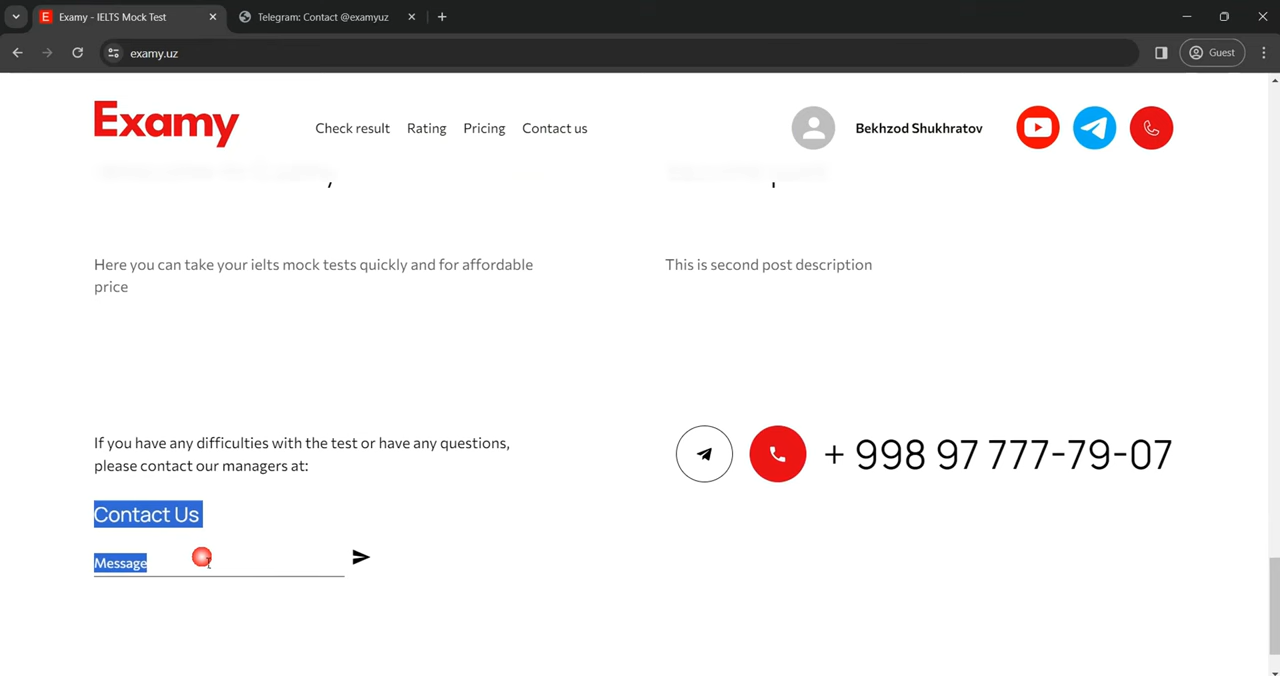 Examy - IELTS Mock Test
Telegram: Contact @examyuz
examy.uz
Guest
Examy
Check result
Rating
Pricing
Contact us
Bekhzod Shukhratov
Here you can take your ielts mock tests quickly and for affordable
price
This is second post description
If you have any difficulties with the test or have any questions,
please contact our managers at:
+ 998 97 777-79-07
Contact Us
Message